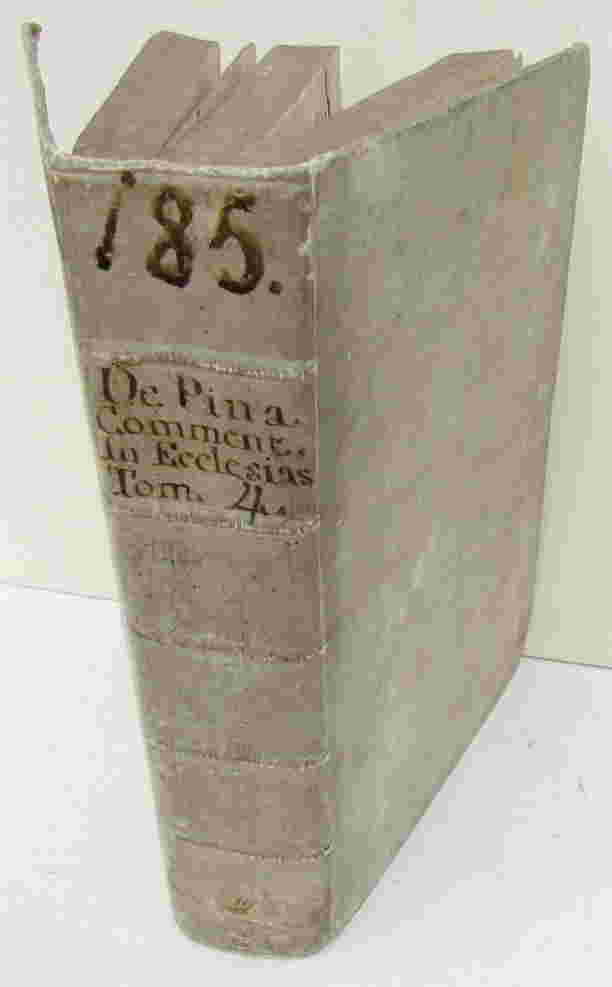 185.
De Pina.
Comment.
In Ecclesias
Tom. 4.